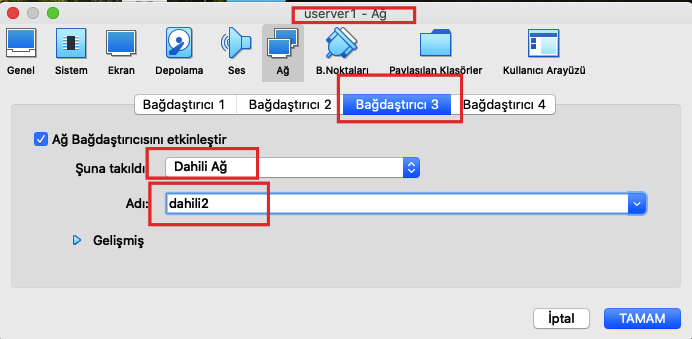 userver1 - Ağ
Genel Sistem Ekran Depolama Ses Ağ B.Noktaları Paylaşılan Klasörler Kullanıcı Arayüzü
Bağdaştırıcı 1 Bağdaştırıcı 2 Bağdaştırıcı 3 Bağdaştırıcı 4
Ağ Bağdaştırıcısını etkinleştir
Şuna takıldı: Dahili Ağ
Adı: dahili2
Gelişmiş
İptal TAMAM